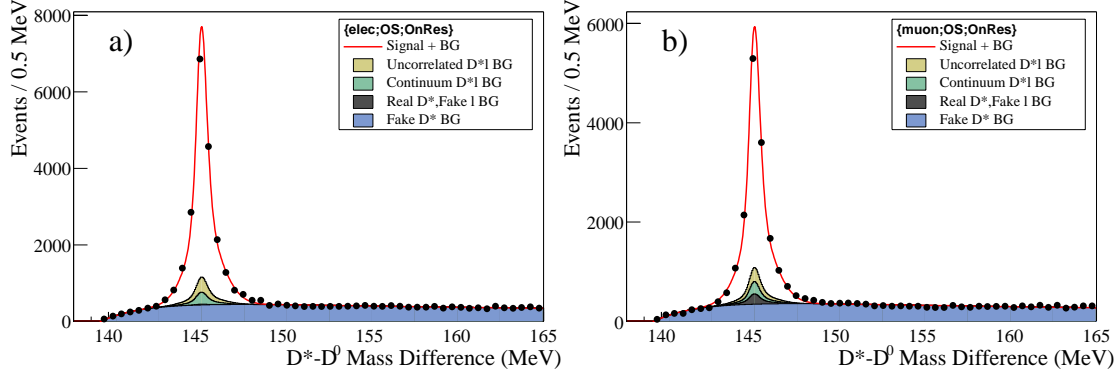 Events / 0.5 MeV
8000
6000
4000
2000
0
a)
{elec;OS;OnRes}
Signal + BG
Uncorrelated D*l BG
Continuum D*l BG
Real D*,Fake l BG
Fake D* BG
140 145 150 155 160 165
D*-D⁰ Mass Difference (MeV)
Events / 0.5 MeV
6000
4000
2000
0
b)
{muon;OS;OnRes}
Signal + BG
Uncorrelated D*l BG
Continuum D*l BG
Real D*,Fake l BG
Fake D* BG
140 145 150 155 160 165
D*-D⁰ Mass Difference (MeV)